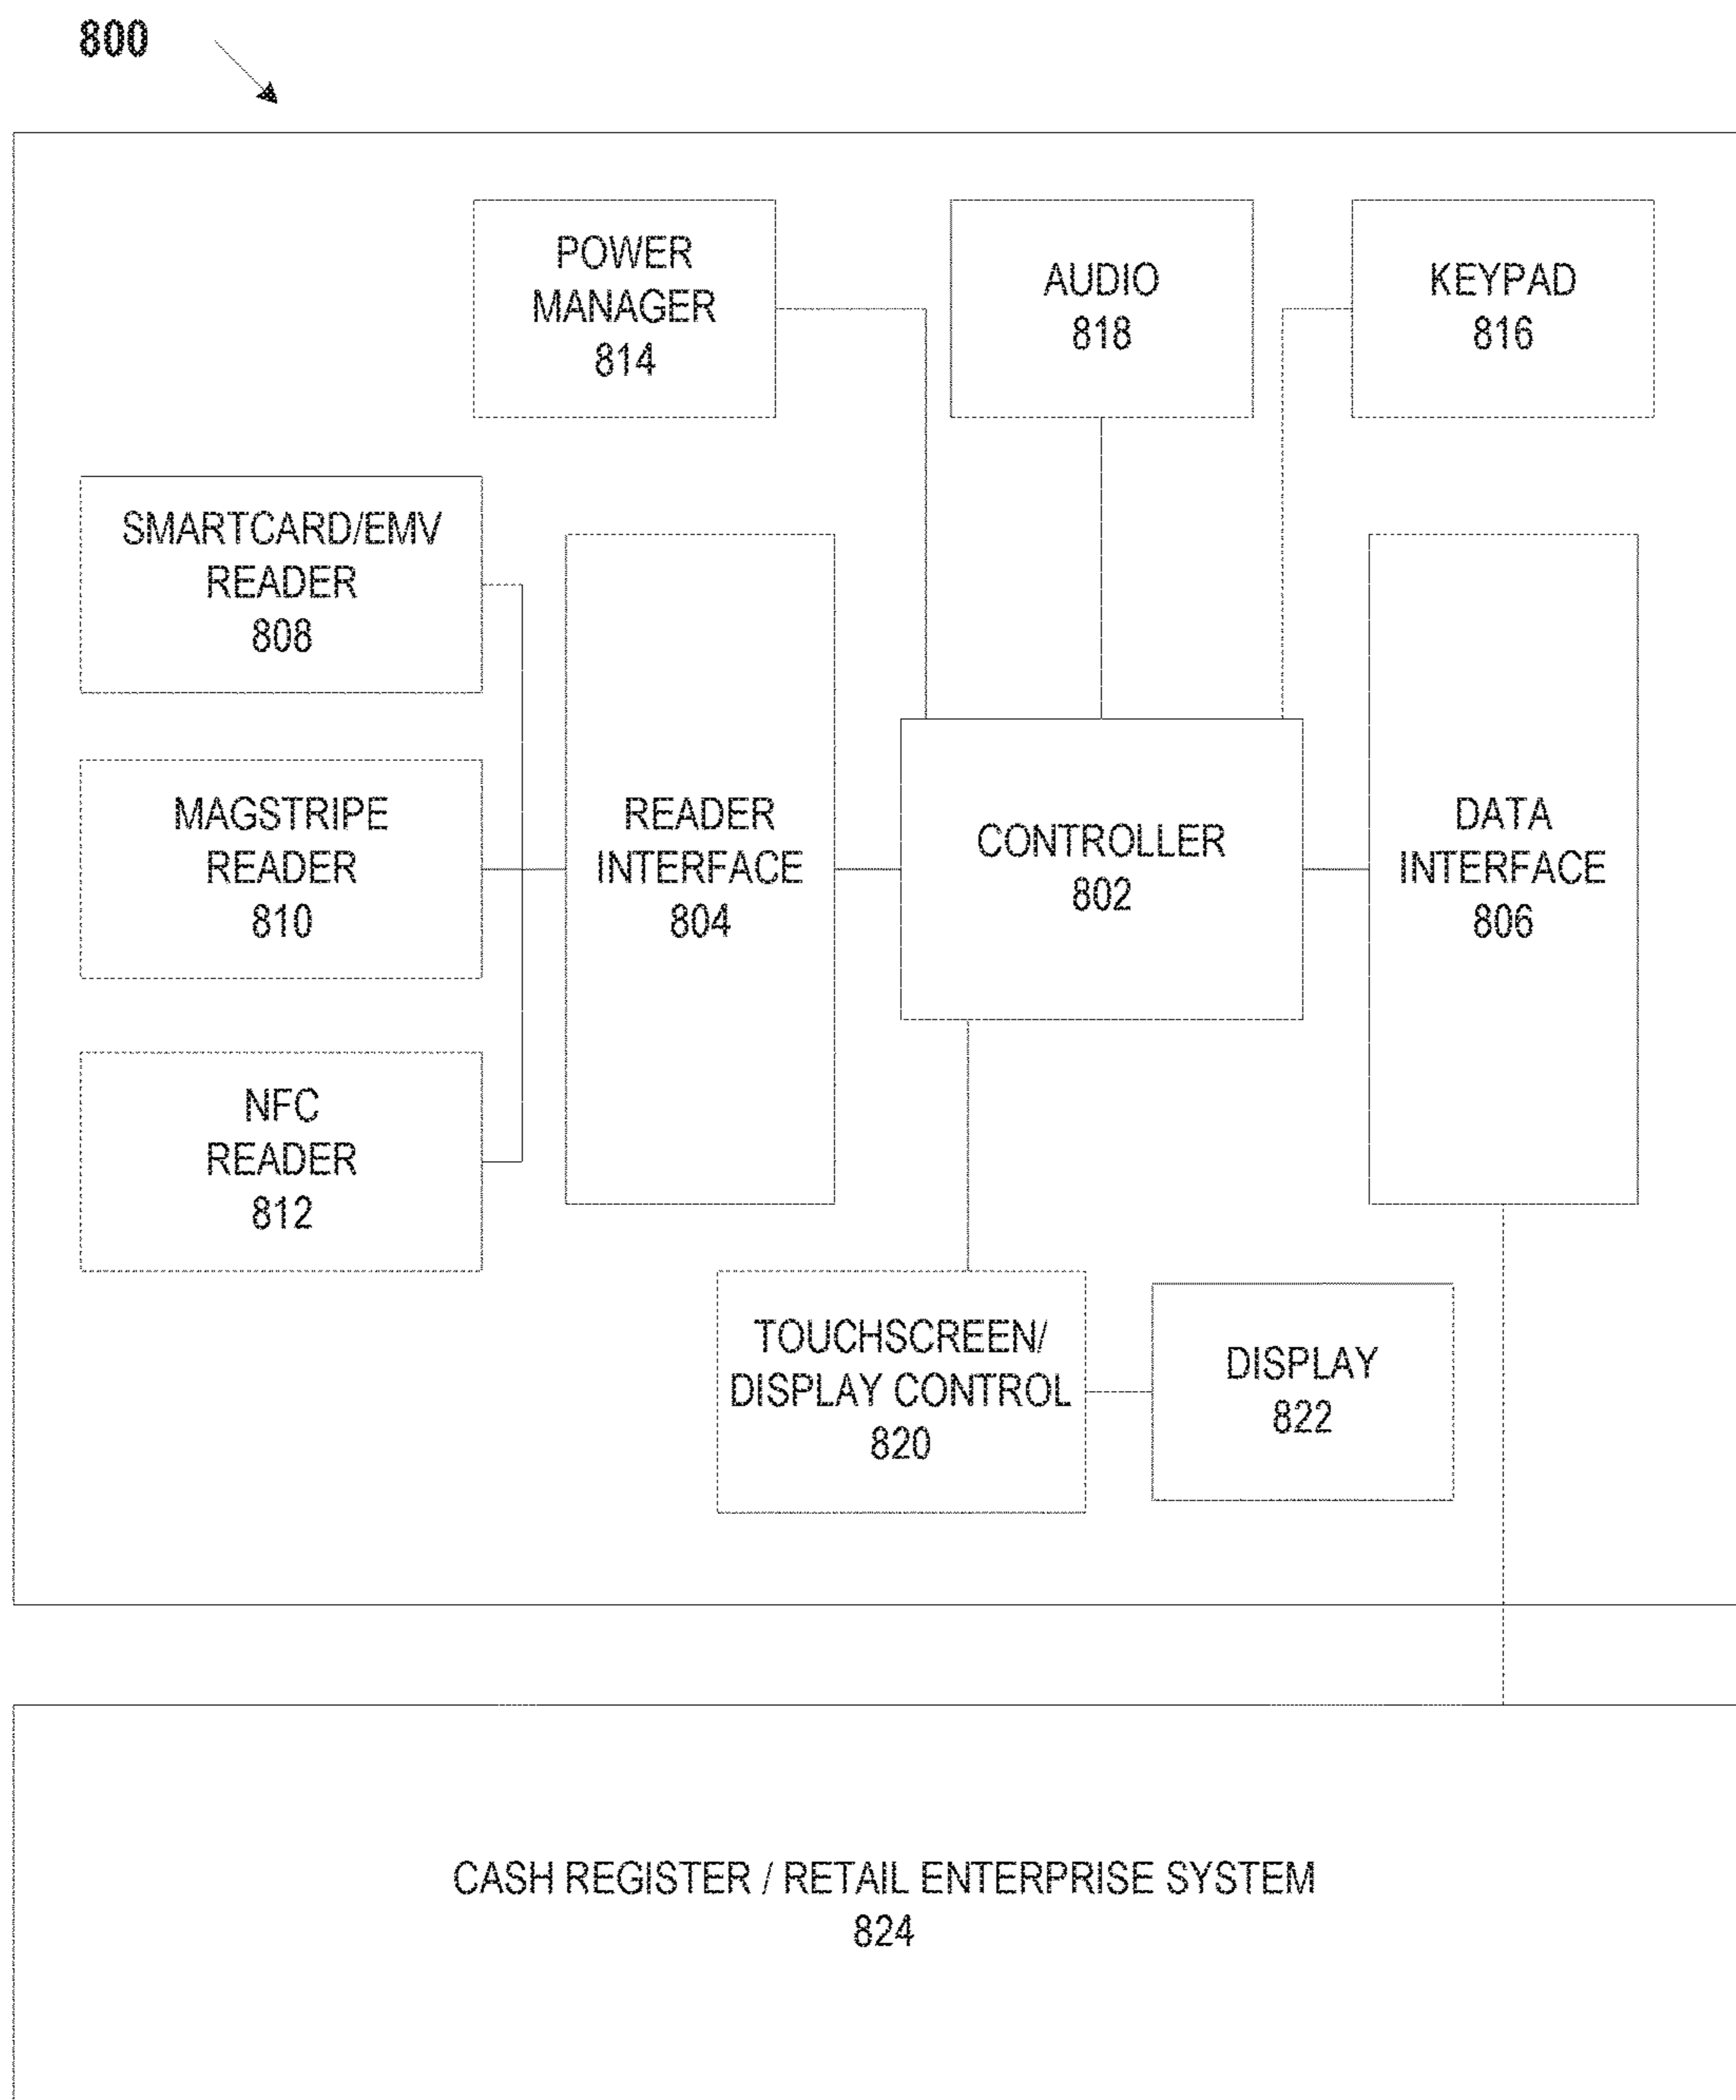 800
POWER
MANAGER
814
AUDIO
818
KEYPAD
816
SMARTCARD/EMV
READER
808
MAGSTRIPE
READER
810
NFC
READER
812
READER
INTERFACE
804
CONTROLLER
802
DATA
INTERFACE
806
TOUCHSCREEN/
DISPLAY CONTROL
820
DISPLAY
822
CASH REGISTER / RETAIL ENTERPRISE SYSTEM
824